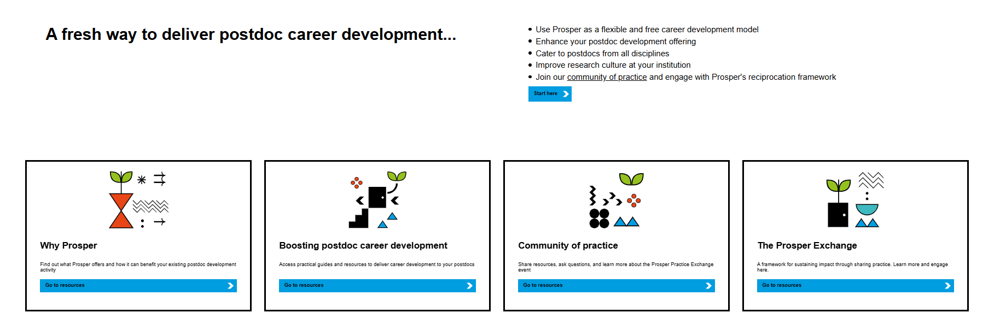 A fresh way to deliver postdoc career development...
• Use Prosper as a flexible and free career development model
• Enhance your postdoc development offering
• Cater to postdocs from all disciplines
• Improve research culture at your institution
• Join our community of practice and engage with Prosper's reciprocation framework
Start here
Why Prosper
Find out what Prosper offers and how it can benefit your existing postdoc development
activity
Go to resources
Boosting postdoc career development
Access practical guides and resources to deliver career development to your postdocs
Go to resources
Community of practice
Share resources, ask questions, and learn more about the Prosper Practice Exchange
event
Go to resources
The Prosper Exchange
A framework for sustaining impact through sharing practice. Learn more and engage
here.
Go to resources